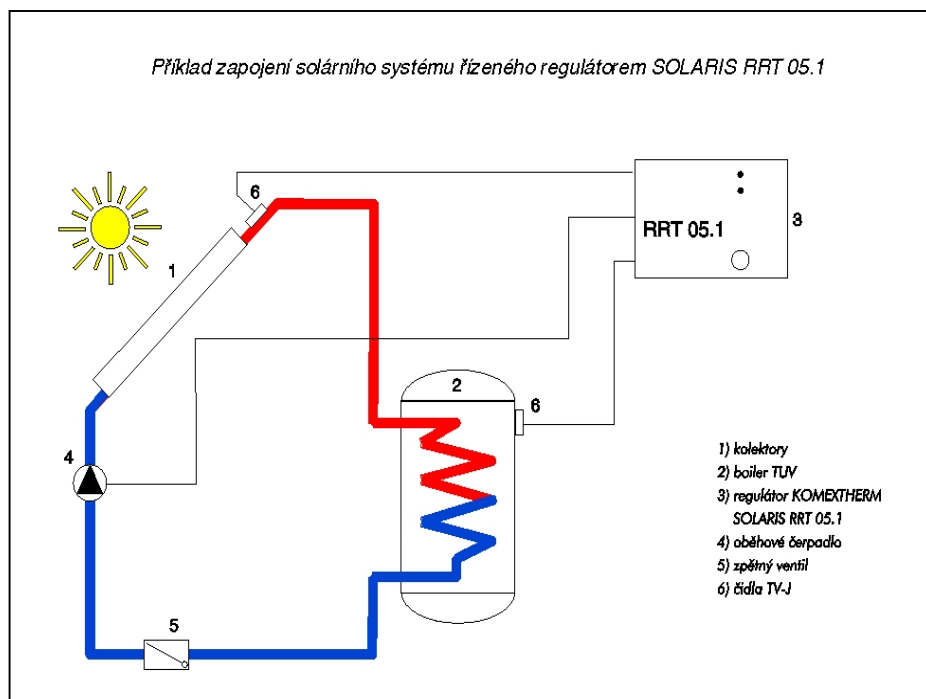 Příklad zapojení solárního systému řízeného regulátorem SOLARIS RRT 05.1
6
RRT 05.1
3
1
2
6
4
5
1) kolektory
2) boiler TUV
3) regulátor KOMEXTHERM
SOLARIS RRT 05.1
4) oběhové čerpadlo
5) zpětný ventil
6) čidla TV-J